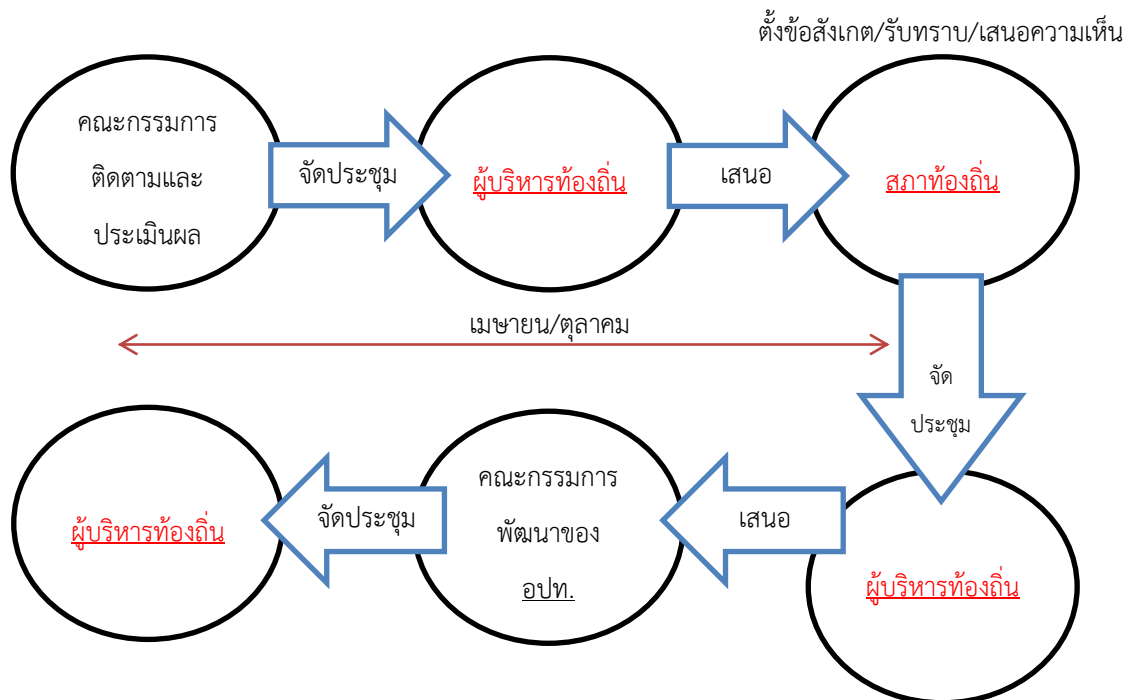 ตั้งข้อสังเกต/รับทราบ/เสนอความเห็น
คณะกรรมการ
ติดตามและ
ประเมินผล
จัดประชุม
ผู้บริหารท้องถิ่น
เสนอ
สภาท้องถิ่น
เมษายน/ตุลาคม
จัด
ประชุม
ผู้บริหารท้องถิ่น
เสนอ
คณะกรรมการ
พัฒนาของ
อปท.
จัดประชุม
ผู้บริหารท้องถิ่น